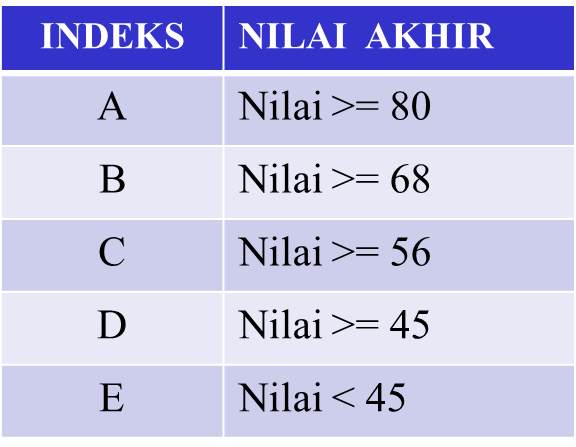 INDEKS NILAI AKHIR
A Nilai >= 80
B Nilai >= 68
C Nilai >= 56
D Nilai >= 45
E Nilai < 45